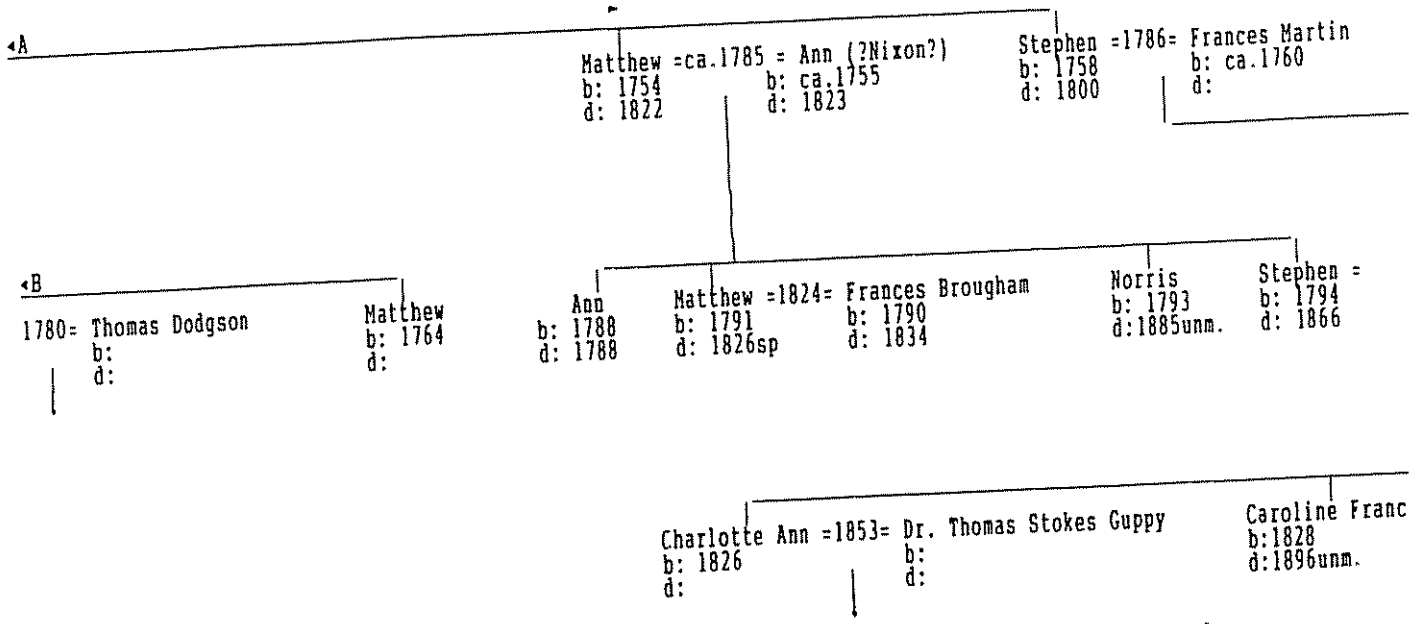 ◂A
Matthew =ca.1785 = Ann (?Nixon?)
b: 1754 b: ca.1755
d: 1822 d: 1823
Stephen =1786= Frances Martin
b: 1758 b: ca.1760
d: 1800 d:
◂B
1780= Thomas Dodgson
b:
d:
Matthew
b: 1764
d:
Ann
b: 1788
d: 1788
Matthew =1824= Frances Brougham
b: 1791 b: 1790
d: 1826sp d: 1834
Norris
b: 1793
d:1885unm.
Stephen =
b: 1794
d: 1866
Charlotte Ann =1853= Dr. Thomas Stokes Guppy
b: 1826 b:
d: d:
Caroline Franc
b:1828
d:1896unm.